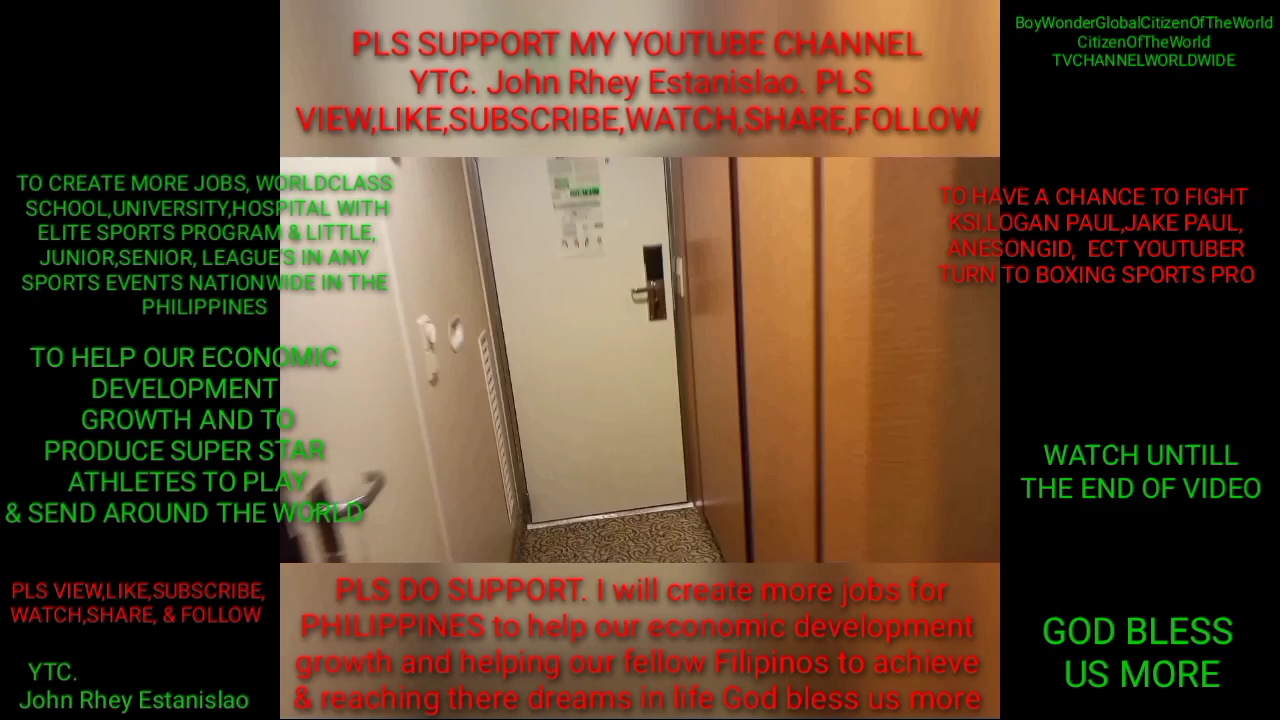 PLS SUPPORT MY YOUTUBE CHANNEL
YTC. John Rhey Estanislao. PLS
VIEW,LIKE,SUBSCRIBE,WATCH,SHARE,FOLLOW
BoyWonderGlobalCitizenOfTheWorld
CitizenOfTheWorld
TVCHANNELWORLDWIDE
TO CREATE MORE JOBS, WORLDCLASS
SCHOOL,UNIVERSITY,HOSPITAL WITH
ELITE SPORTS PROGRAM & LITTLE,
JUNIOR,SENIOR, LEAGUE'S IN ANY
SPORTS EVENTS NATIONWIDE IN THE
PHILIPPINES
TO HELP OUR ECONOMIC
DEVELOPMENT
GROWTH AND TO
PRODUCE SUPER STAR
ATHLETES TO PLAY
& SEND AROUND THE WORLD
PLS VIEW,LIKE,SUBSCRIBE,
WATCH,SHARE, & FOLLOW
YTC.
John Rhey Estanislao
TO HAVE A CHANCE TO FIGHT
KSI,LOGAN PAUL,JAKE PAUL,
ANESONGID, ECT YOUTUBER
TURN TO BOXING SPORTS PRO
WATCH UNTILL
THE END OF VIDEO
GOD BLESS
US MORE
PLS DO SUPPORT. I will create more jobs for
PHILIPPINES to help our economic development
growth and helping our fellow Filipinos to achieve
& reaching there dreams in life God bless us more